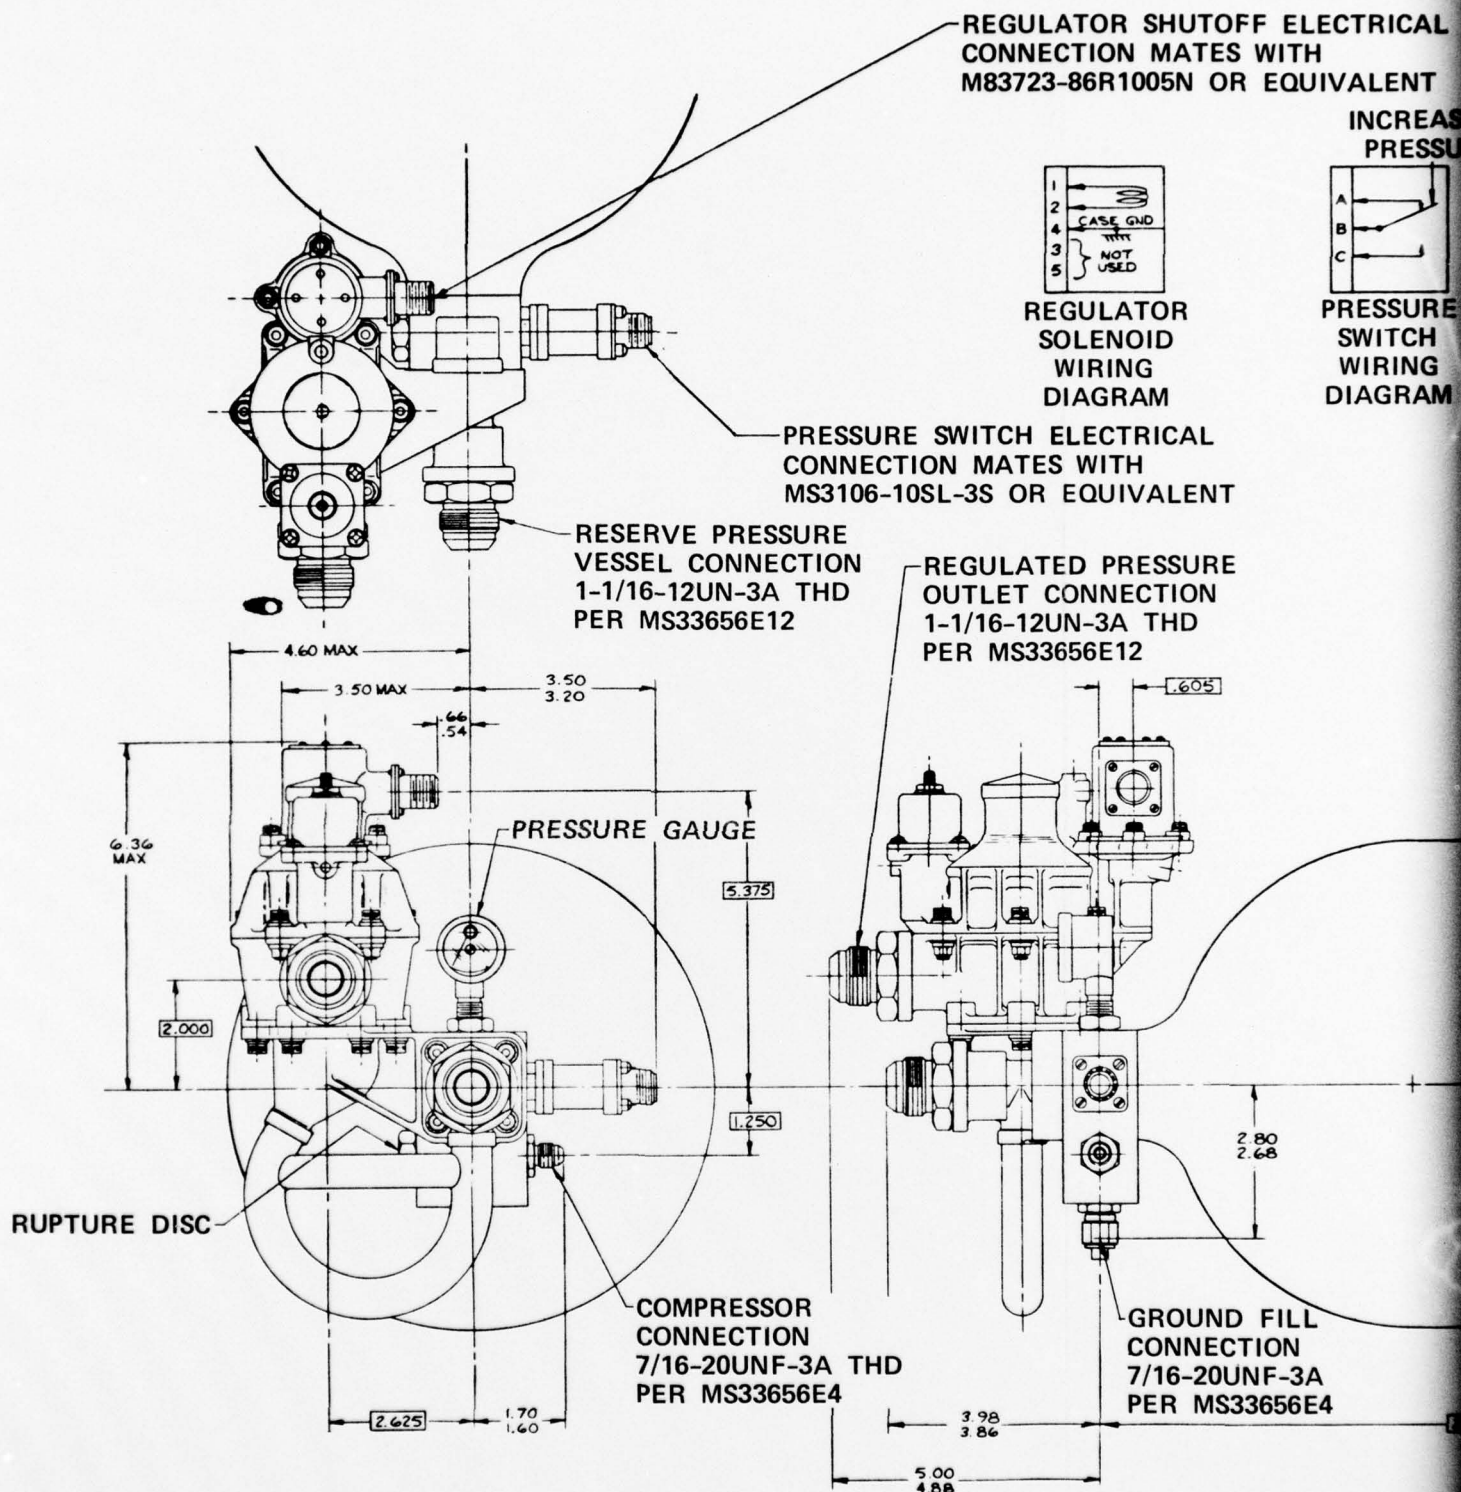 REGULATOR SHUTOFF ELECTRICAL
CONNECTION MATES WITH
M83723-86R1005N OR EQUIVALENT
INCREAS
PRESSU
1
2
CASE GND
4
3
NOT
5
USED
A
B
C
REGULATOR
SOLENOID
WIRING
DIAGRAM
PRESSURE
SWITCH
WIRING
DIAGRAM
PRESSURE SWITCH ELECTRICAL
CONNECTION MATES WITH
MS3106-10SL-3S OR EQUIVALENT
RESERVE PRESSURE
VESSEL CONNECTION
1-1/16-12UN-3A THD
PER MS33656E12
REGULATED PRESSURE
OUTLET CONNECTION
1-1/16-12UN-3A THD
PER MS33656E12
4.60 MAX
3.50 MAX
3.50
3.20
.66
.54
.605
6.36
MAX
PRESSURE GAUGE
5.375
2.000
1.250
2.80
2.68
RUPTURE DISC
COMPRESSOR
CONNECTION
7/16-20UNF-3A THD
PER MS33656E4
GROUND FILL
CONNECTION
7/16-20UNF-3A
PER MS33656E4
2.625
1.70
1.60
3.98
3.86
5.00
4.88